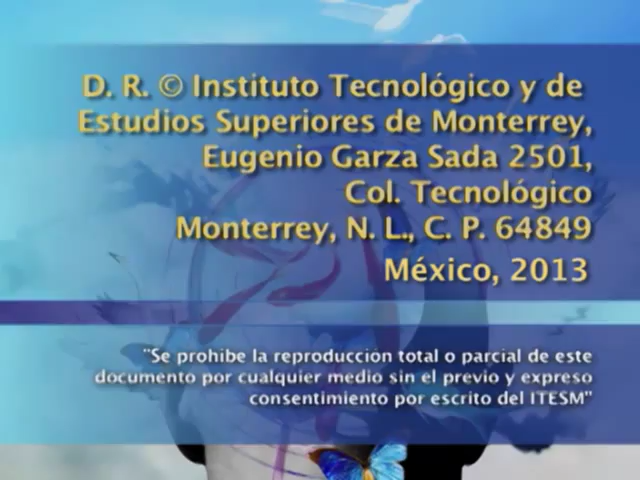 D. R. © Instituto Tecnológico y de
Estudios Superiores de Monterrey,
Eugenio Garza Sada 2501,
Col. Tecnológico
Monterrey, N. L., C. P. 64849
México, 2013
"Se prohibe la reproducción total o parcial de este
documento por cualquier medio sin el previo y expreso
consentimiento por escrito del ITESM"